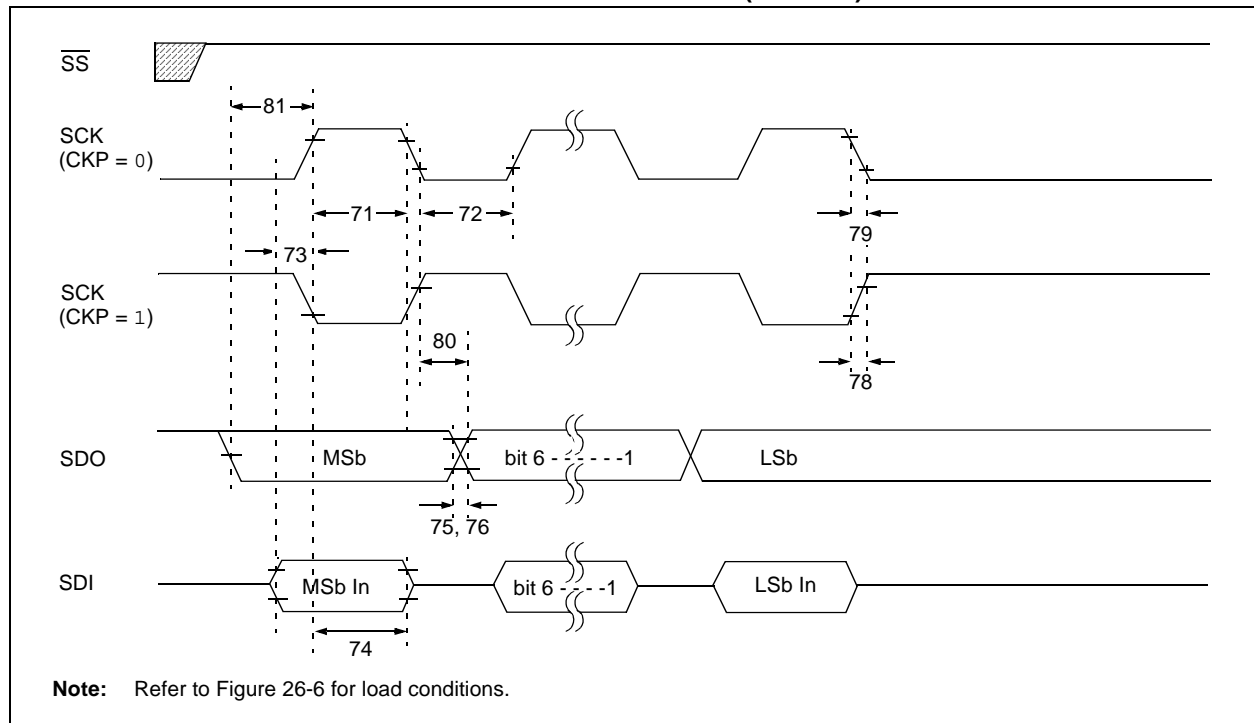 SS
81
SCK
(CKP = 0)
71
72
79
73
SCK
(CKP = 1)
80
78
SDO
MSb
bit 6 - - - - - -1
LSb
75, 76
SDI
MSb In
bit 6 - - - -1
LSb In
74
Note: Refer to Figure 26-6 for load conditions.